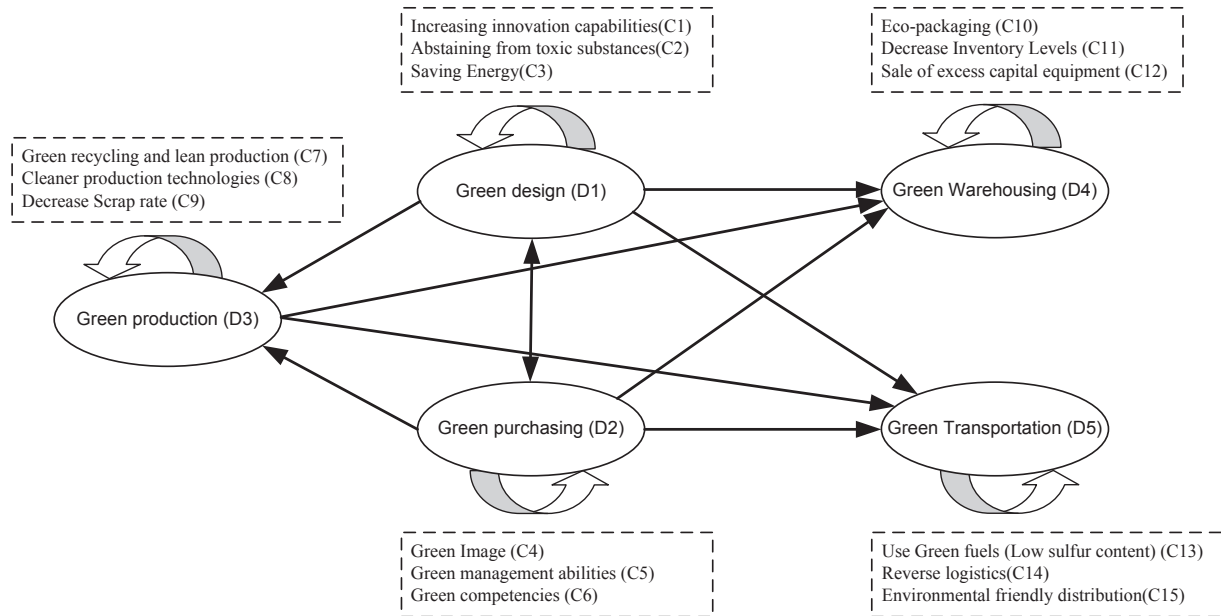 Increasing innovation capabilities(C1)
Abstaining from toxic substances(C2)
Saving Energy(C3)
Eco-packaging (C10)
Decrease Inventory Levels (C11)
Sale of excess capital equipment (C12)
Green recycling and lean production (C7)
Cleaner production technologies (C8)
Decrease Scrap rate (C9)
Green design (D1)
Green Warehousing (D4)
Green production (D3)
Green purchasing (D2)
Green Transportation (D5)
Green Image (C4)
Green management abilities (C5)
Green competencies (C6)
Use Green fuels (Low sulfur content) (C13)
Reverse logistics(C14)
Environmental friendly distribution(C15)